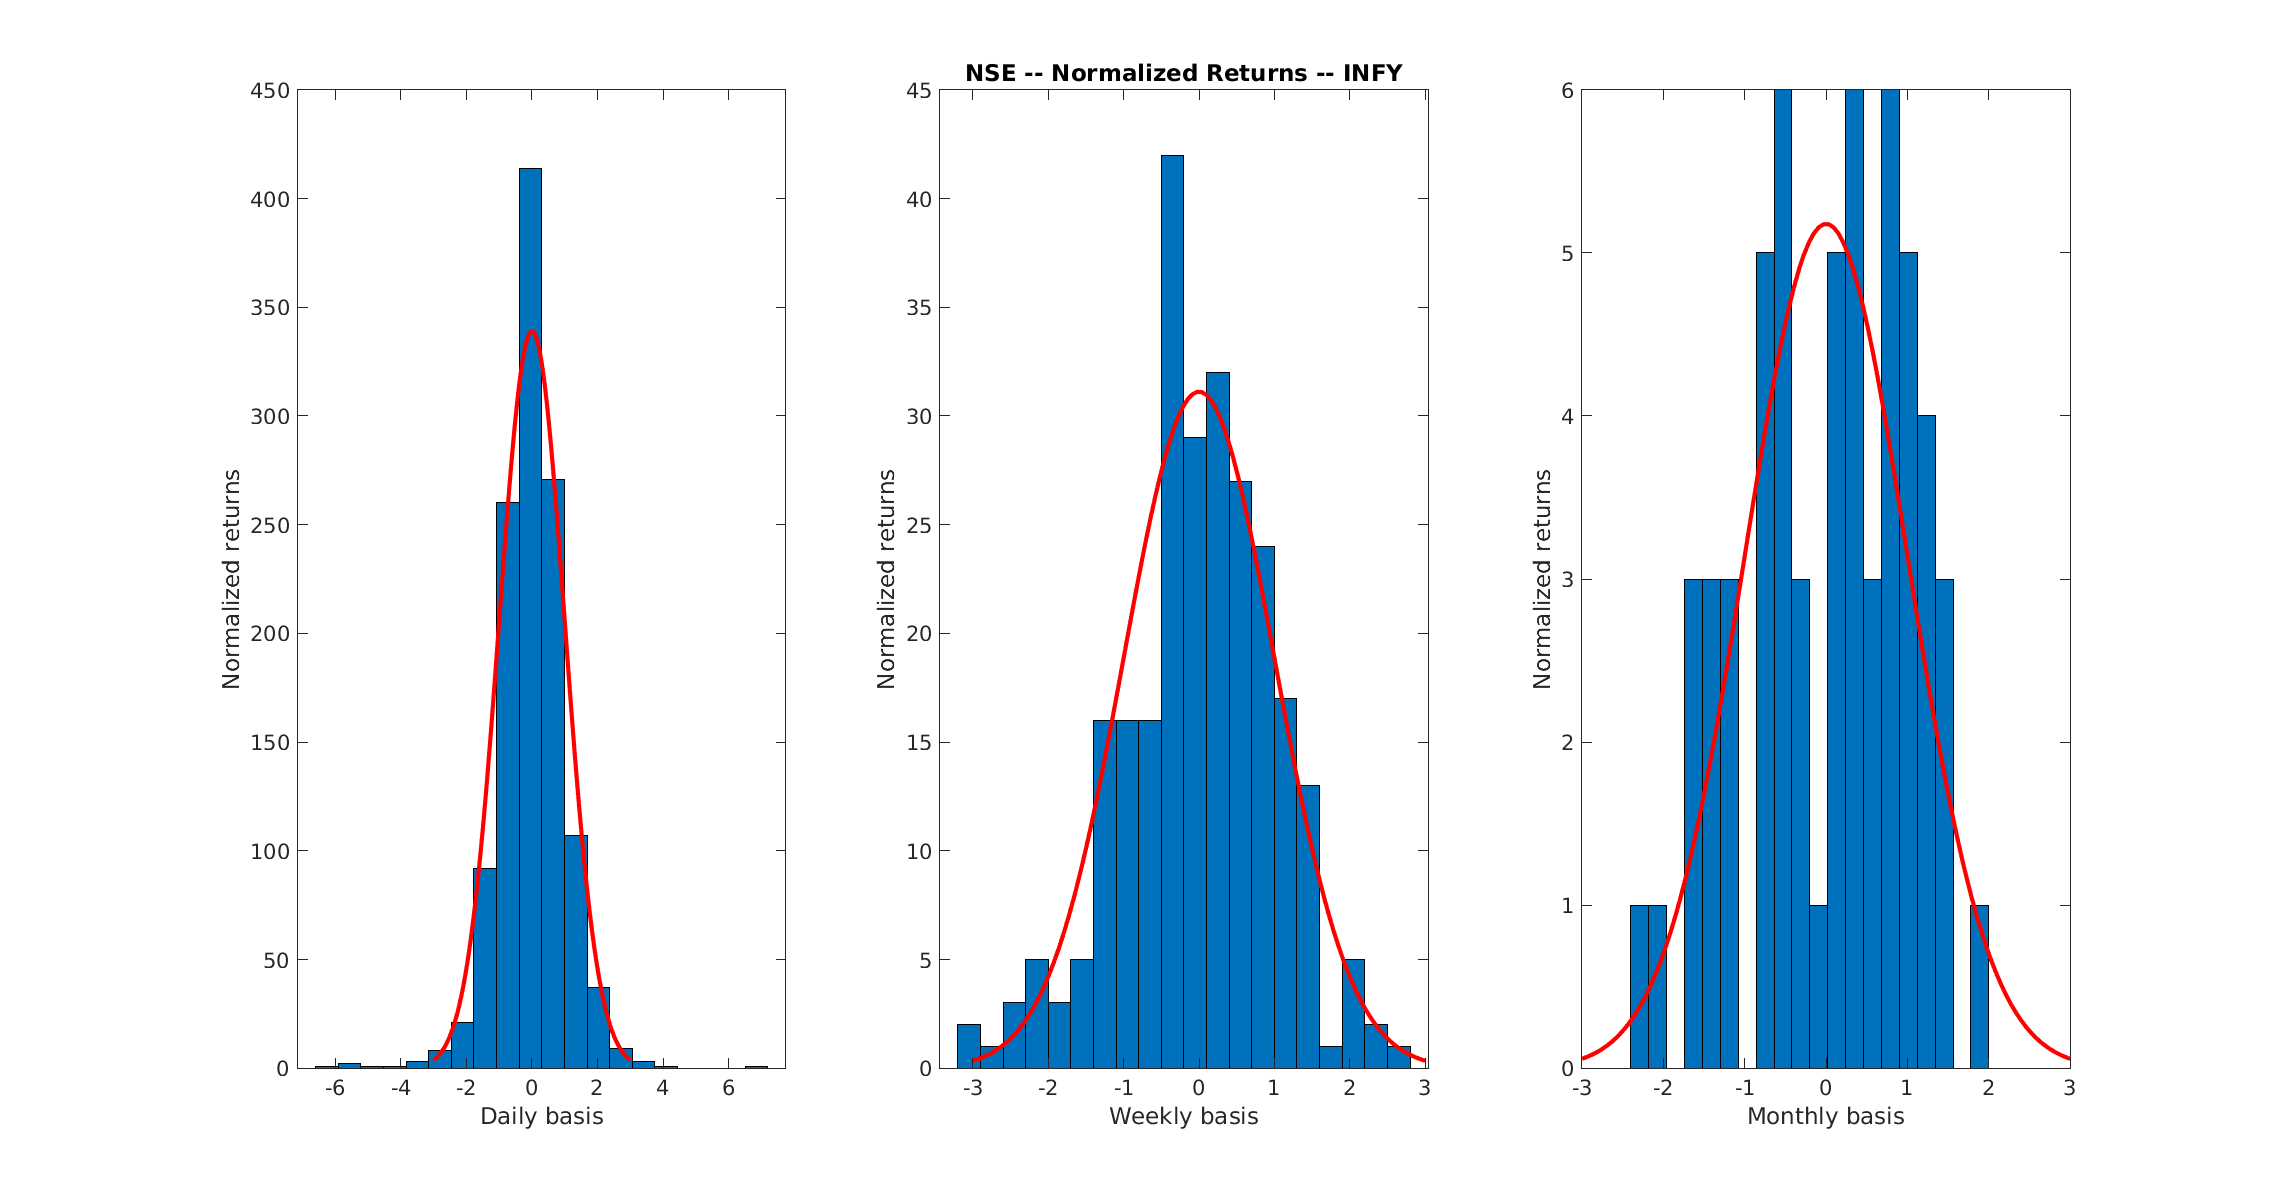 NSE -- Normalized Returns -- INFY
450
400
350
300
250
200
150
100
50
0
Normalized returns
-6 -4 -2 0 2 4 6
Daily basis
45
40
35
30
25
20
15
10
5
0
Normalized returns
-3 -2 -1 0 1 2 3
Weekly basis
6
5
4
3
2
1
0
Normalized returns
-3 -2 -1 0 1 2 3
Monthly basis